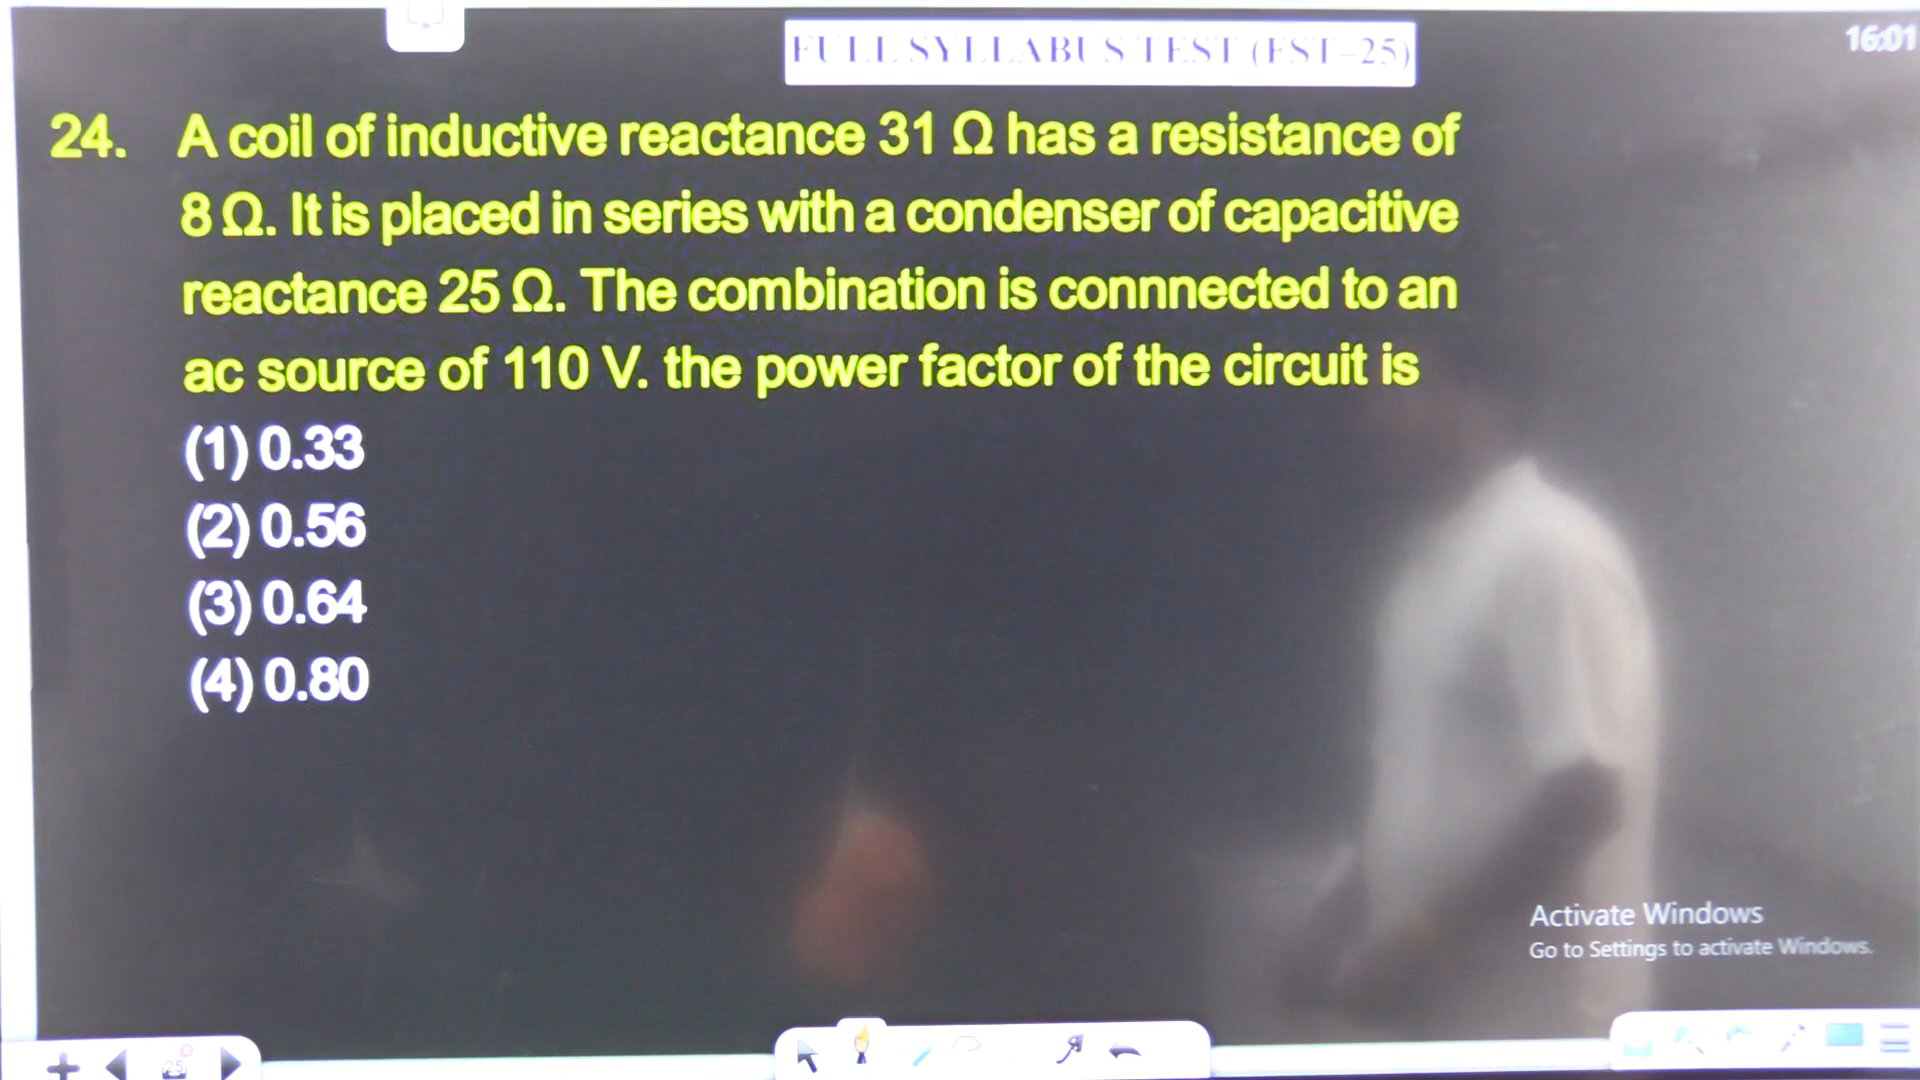 FULL SYLLABUS TEST (FST-25)
16:01
24. A coil of inductive reactance 31 Ω has a resistance of
8 Ω. It is placed in series with a condenser of capacitive
reactance 25 Ω. The combination is connnected to an
ac source of 110 V. the power factor of the circuit is
(1) 0.33
(2) 0.56
(3) 0.64
(4) 0.80
Activate Windows
Go to Settings to activate Windows.
25